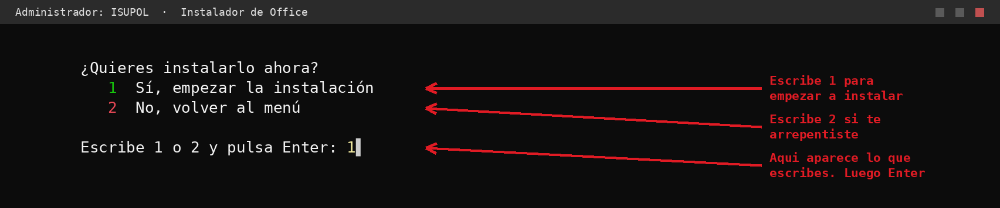 Administrador: ISUPOL · Instalador de Office
¿Quieres instalarlo ahora?
1 Sí, empezar la instalación
2 No, volver al menú
Escribe 1 o 2 y pulsa Enter: 1
Escribe 1 para
empezar a instalar
Escribe 2 si te
arrepentiste
Aqui aparece lo que
escribes. Luego Enter